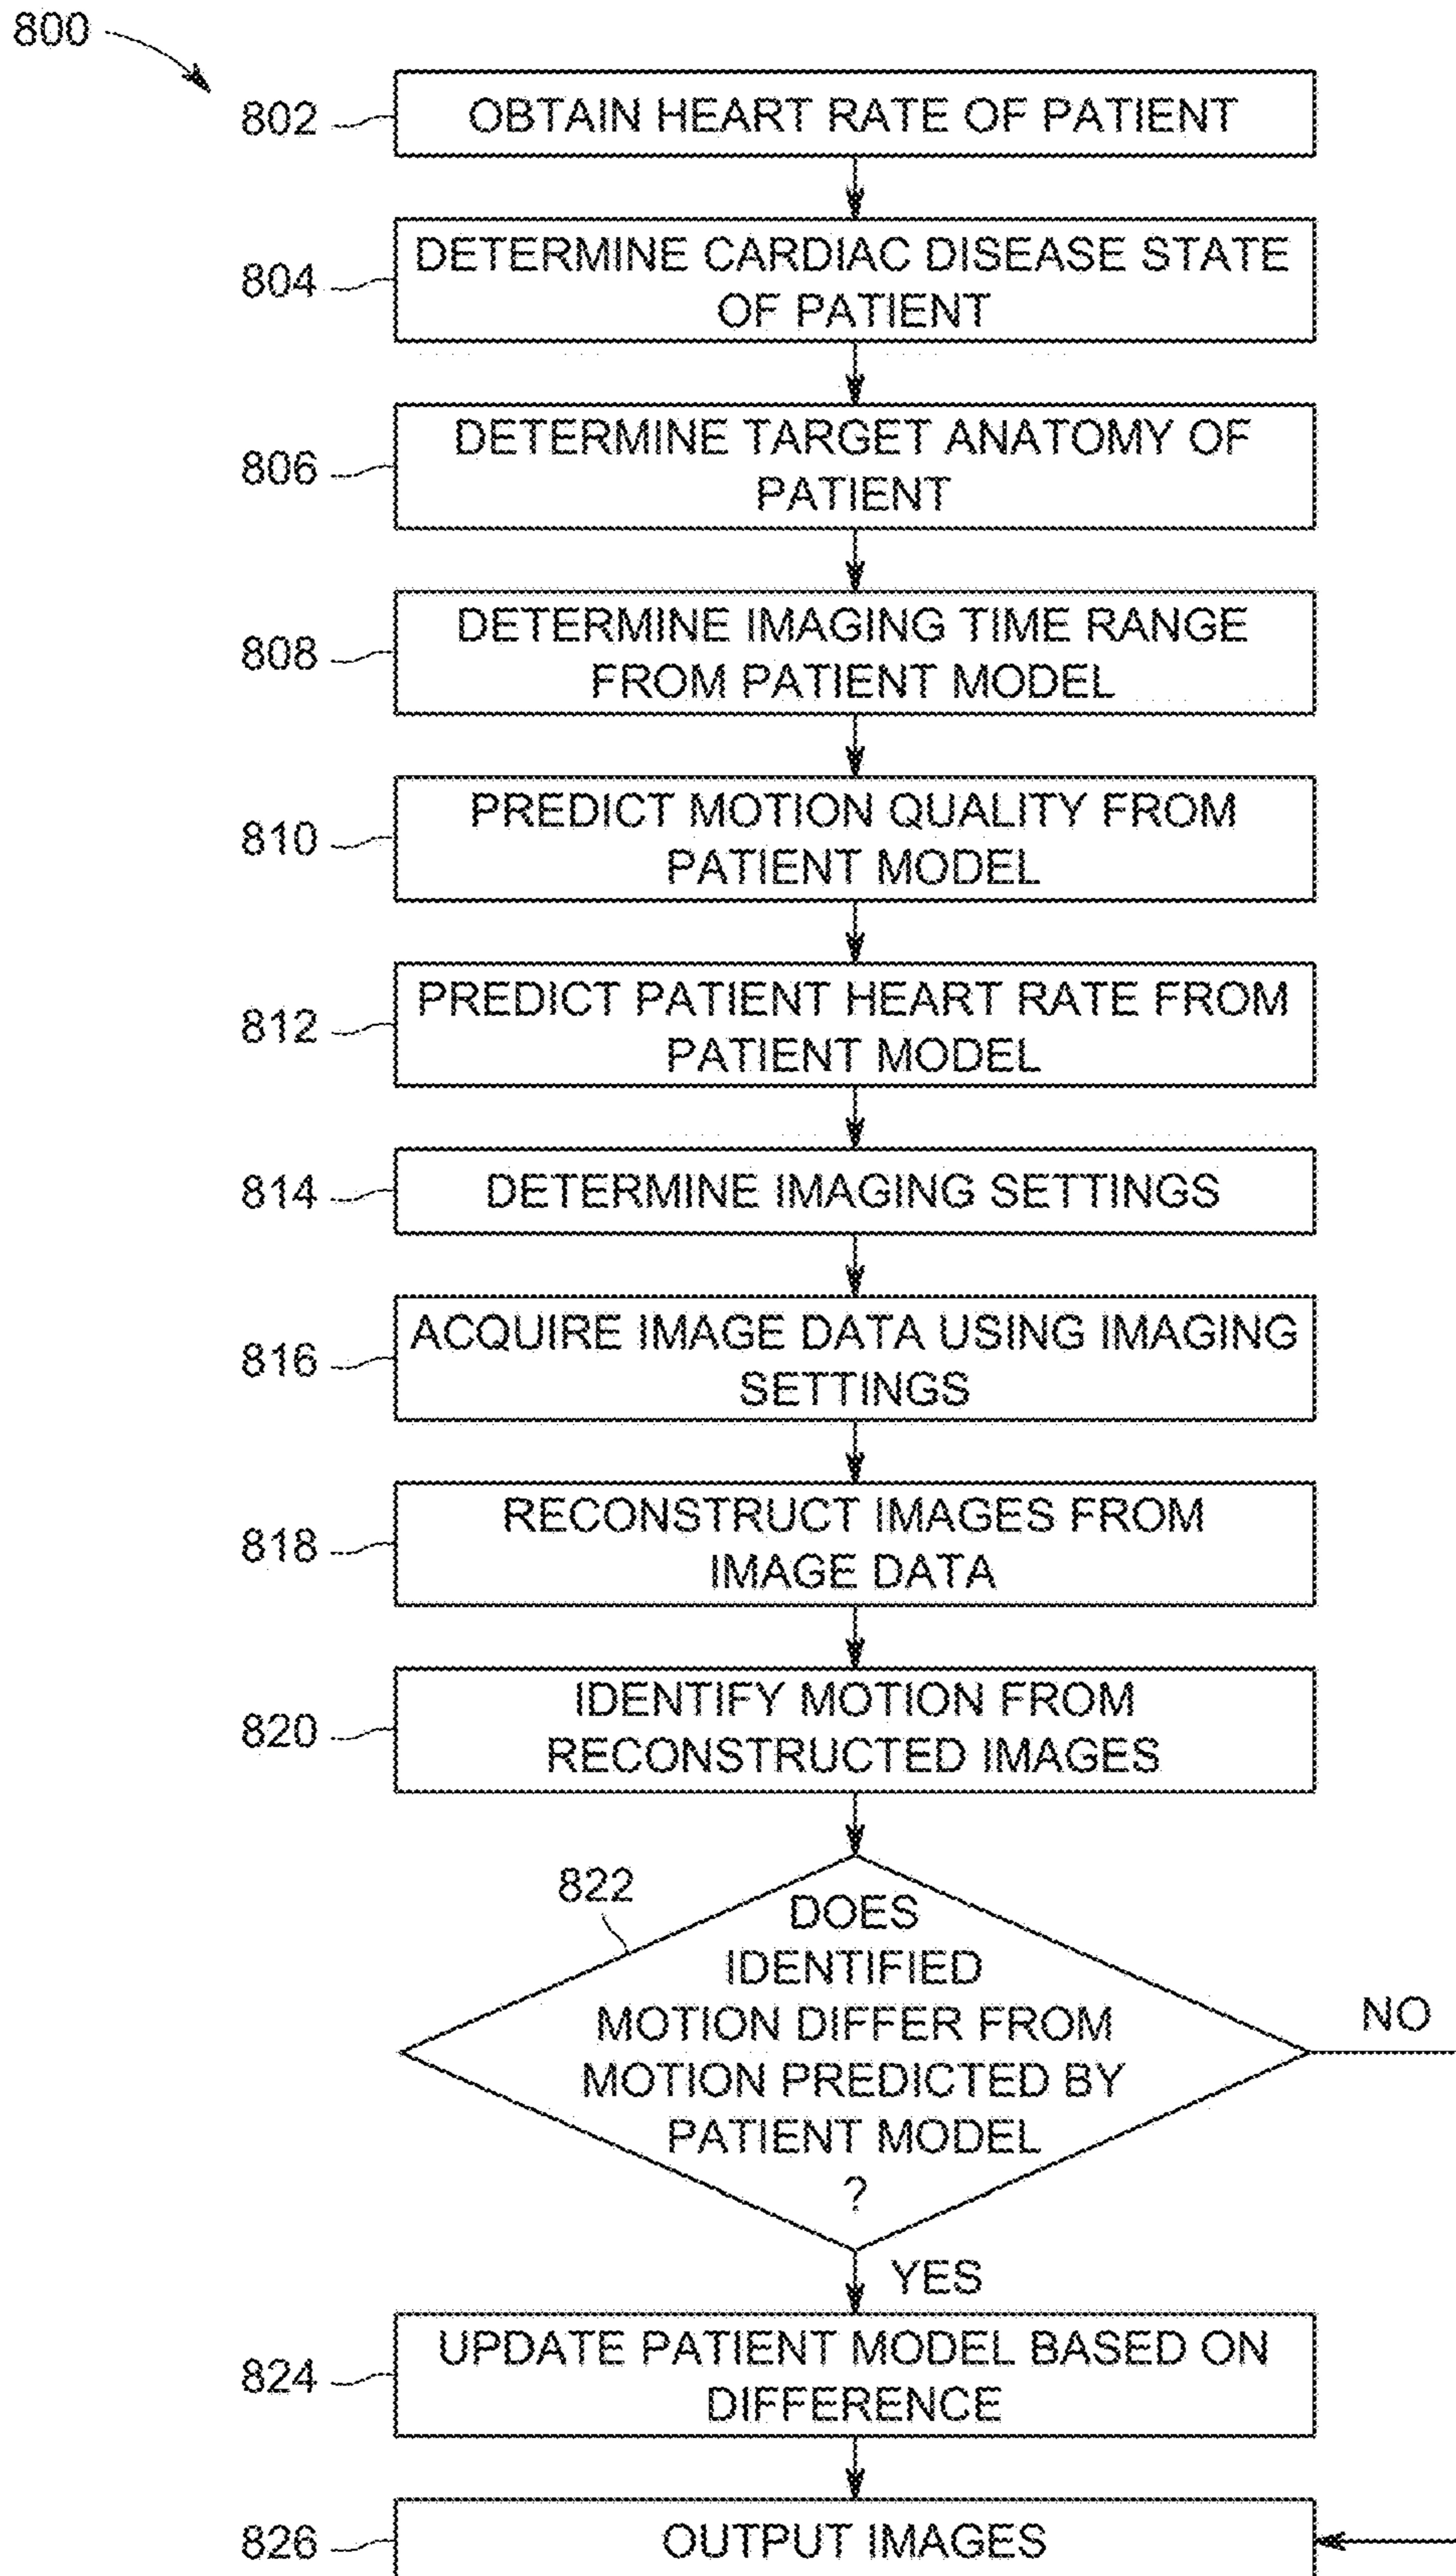 800
802
OBTAIN HEART RATE OF PATIENT
804
DETERMINE CARDIAC DISEASE STATE
OF PATIENT
806
DETERMINE TARGET ANATOMY OF
PATIENT
808
DETERMINE IMAGING TIME RANGE
FROM PATIENT MODEL
810
PREDICT MOTION QUALITY FROM
PATIENT MODEL
812
PREDICT PATIENT HEART RATE FROM
PATIENT MODEL
814
DETERMINE IMAGING SETTINGS
816
ACQUIRE IMAGE DATA USING IMAGING
SETTINGS
818
RECONSTRUCT IMAGES FROM
IMAGE DATA
820
IDENTIFY MOTION FROM
RECONSTRUCTED IMAGES
822
DOES
IDENTIFIED
MOTION DIFFER FROM
MOTION PREDICTED BY
PATIENT MODEL
?
NO
YES
824
UPDATE PATIENT MODEL BASED ON
DIFFERENCE
826
OUTPUT IMAGES